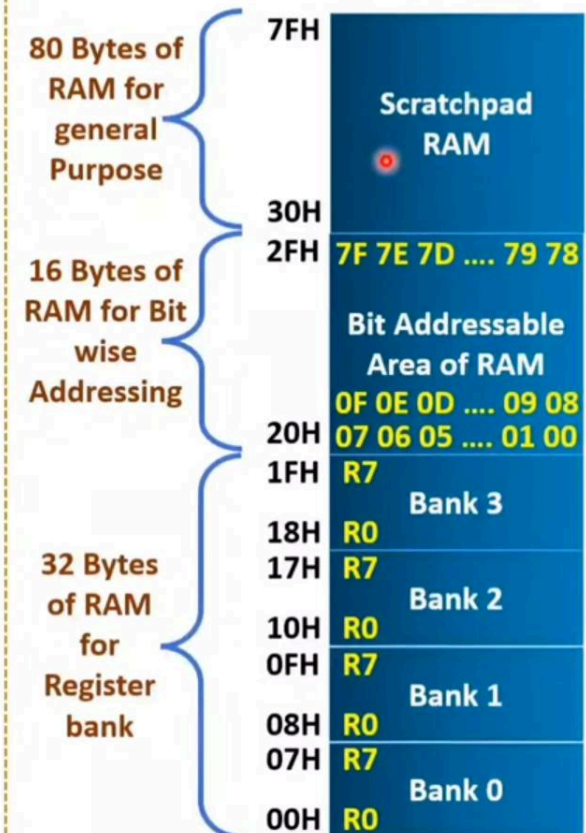 80 Bytes of
RAM for
general
Purpose
7FH
Scratchpad
RAM
30H
16 Bytes of
RAM for Bit
wise
Addressing
2FH 7F 7E 7D .... 79 78
Bit Addressable
Area of RAM
0F 0E 0D .... 09 08
20H 07 06 05 .... 01 00
32 Bytes
of RAM
for
Register
bank
1FH R7
Bank 3
18H R0
17H R7
Bank 2
10H R0
0FH R7
Bank 1
08H R0
07H R7
Bank 0
00H R0